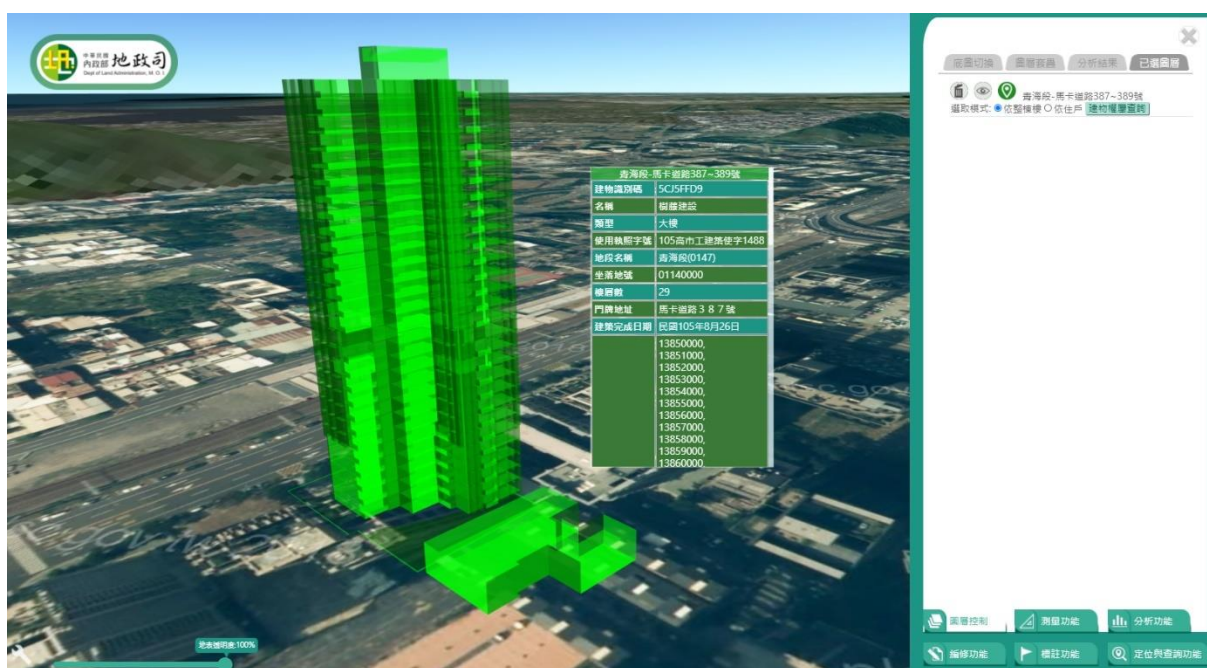 中華民國
內政部
地政司
Dept of Land Administration, M. O. I.
底圖切換
圖層套疊
分析結果
已選圖層
青海段-馬卡道路387~389號
選取模式:
依整棟樓
依住戶
建物權屬查詢
青海段-馬卡道路387~389號
建物識別碼 5CJ5FFD9
類型 大樓
使用執照字號 105高市工建築使字1488
地段名稱 青海段(0147)
坐落地號 01140000
樓層數 29
門牌地址 馬卡道路３８７號
建築完成日期 民國105年8月26日
13850000,
13851000,
13852000,
13853000,
13854000,
13855000,
13856000,
13857000,
13858000,
13859000,
13860000
地表透明度:100%
圖層控制
測量功能
分析功能
編修功能
標註功能
定位與查詢功能